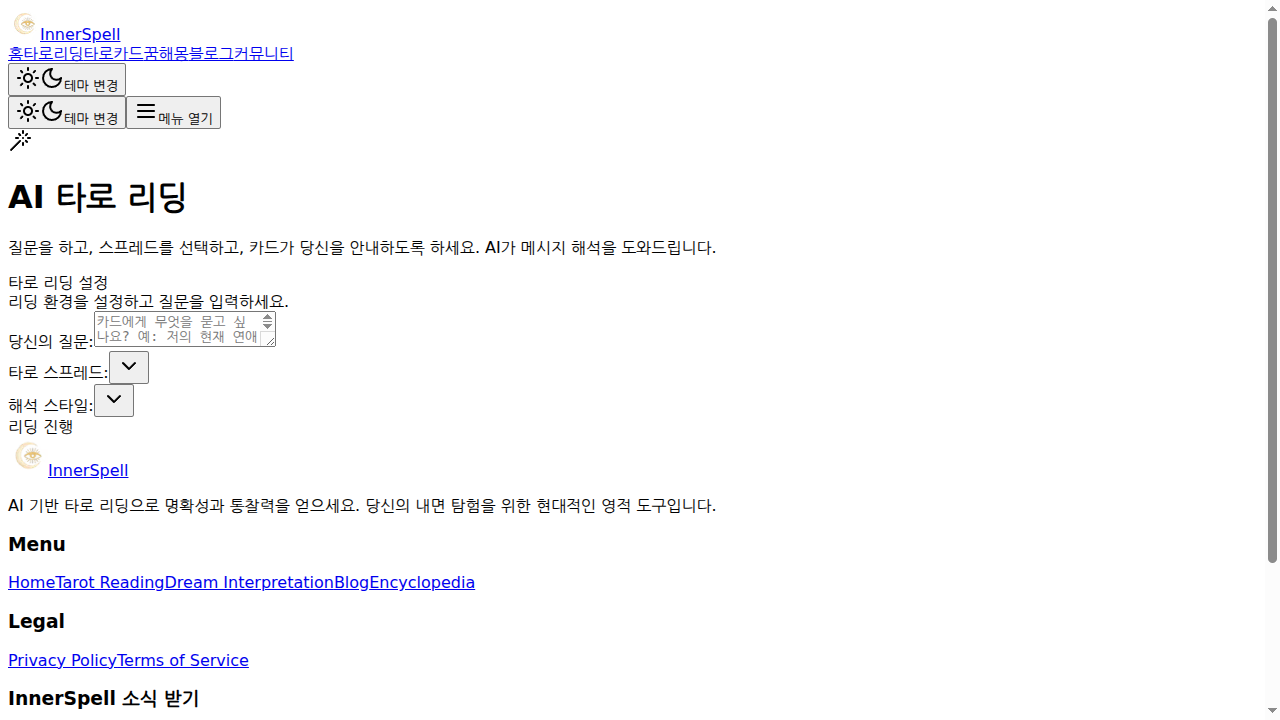 InnerSpell
홈타로리딩타로카드꿈해몽블로그커뮤니티
테마 변경
테마 변경 메뉴 열기
AI 타로 리딩
질문을 하고, 스프레드를 선택하고, 카드가 당신을 안내하도록 하세요. AI가 메시지 해석을 도와드립니다.
타로 리딩 설정
리딩 환경을 설정하고 질문을 입력하세요.
당신의 질문: 카드에게 무엇을 묻고 싶
나요? 예: 저의 현재 연애
타로 스프레드:
해석 스타일:
리딩 진행
InnerSpell
AI 기반 타로 리딩으로 명확성과 통찰력을 얻으세요. 당신의 내면 탐험을 위한 현대적인 영적 도구입니다.
Menu
HomeTarot ReadingDream InterpretationBlogEncyclopedia
Legal
Privacy PolicyTerms of Service
InnerSpell 소식 받기